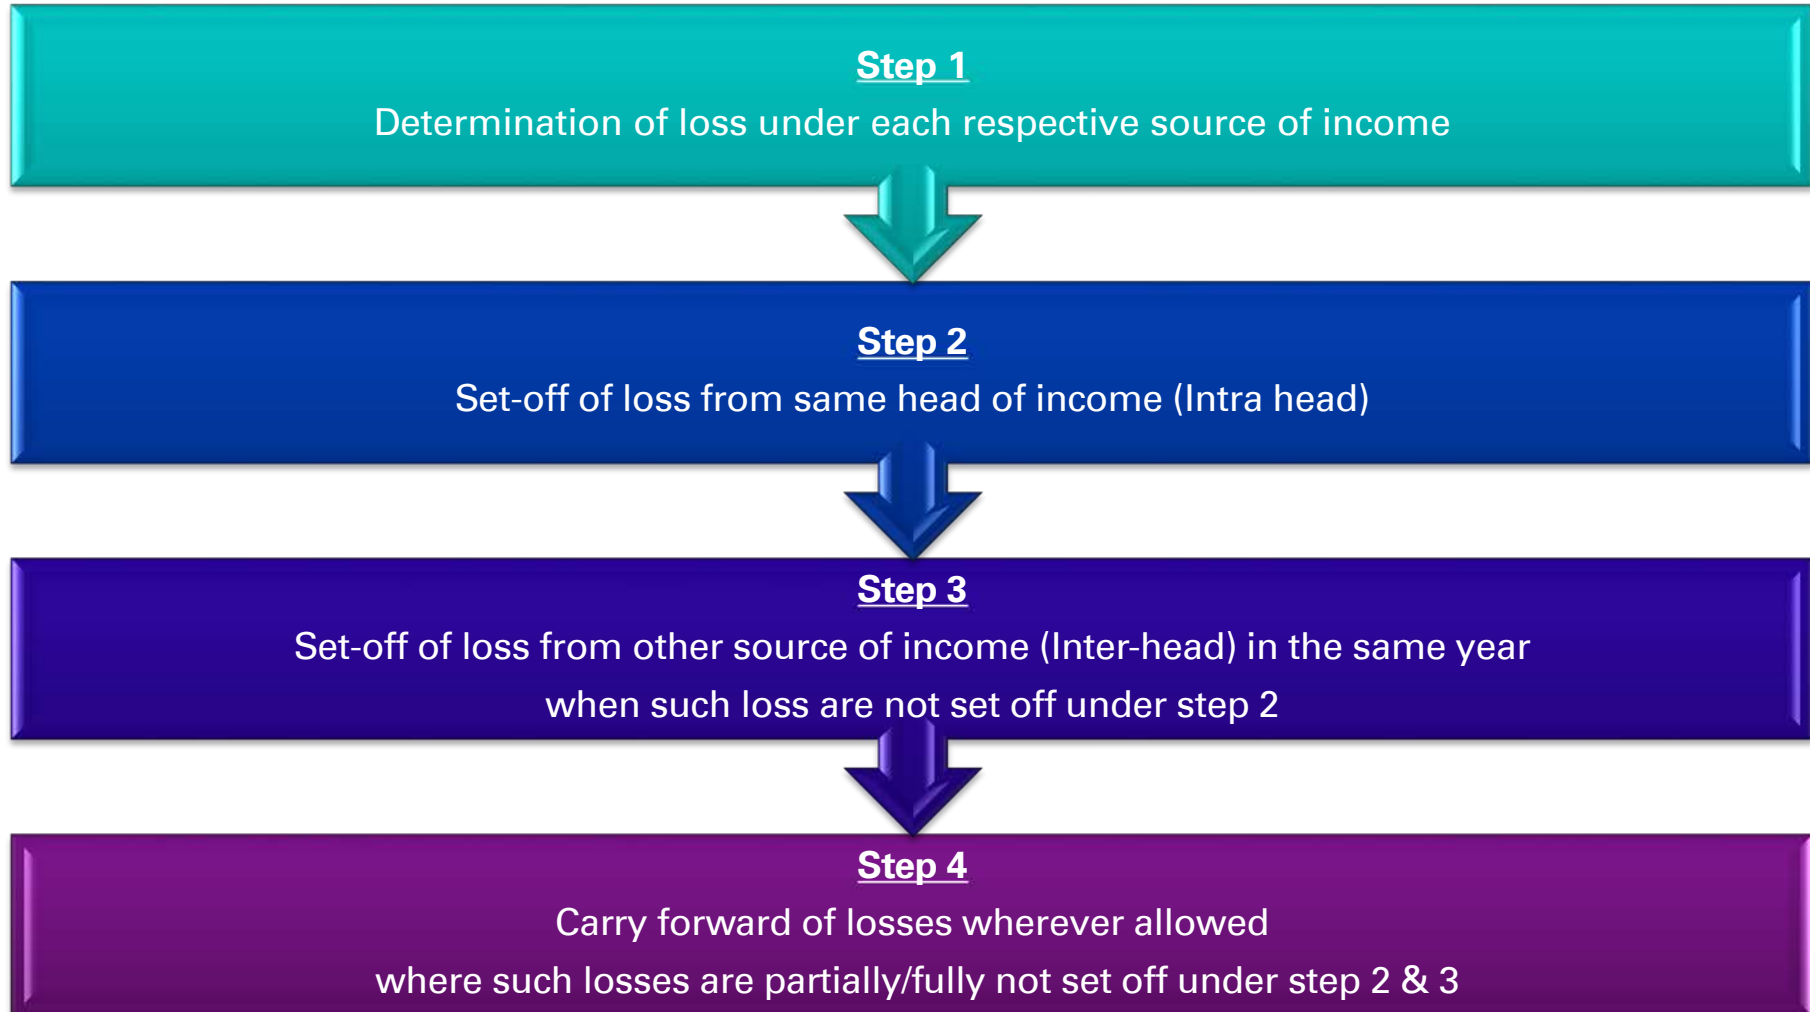 Step 1
Determination of loss under each respective source of income
Step 2
Set-off of loss from same head of income (Intra head)
Step 3
Set-off of loss from other source of income (Inter-head) in the same year
when such loss are not set off under step 2
Step 4
Carry forward of losses wherever allowed
where such losses are partially/fully not set off under step 2 & 3